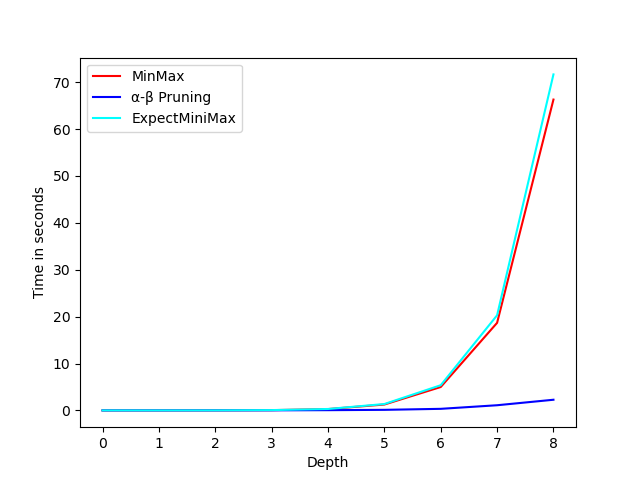 MinMax
α-β Pruning
ExpectMiniMax
70
60
50
40
30
20
10
0
Time in seconds
0 1 2 3 4 5 6 7 8
Depth